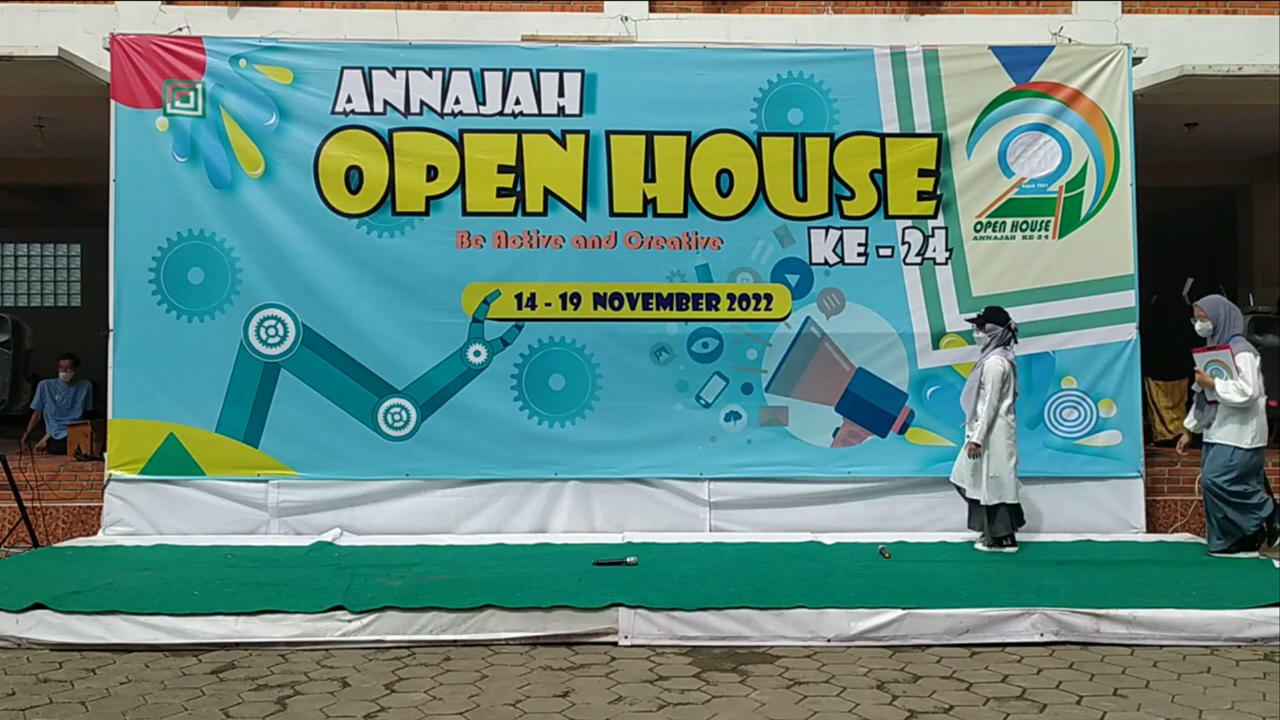 ANNAJAH
OPEN HOUSE
Be Active and Creative
KE - 24
14 - 19 NOVEMBER 2022
OPEN HOUSE
ANNAJAH KE-24